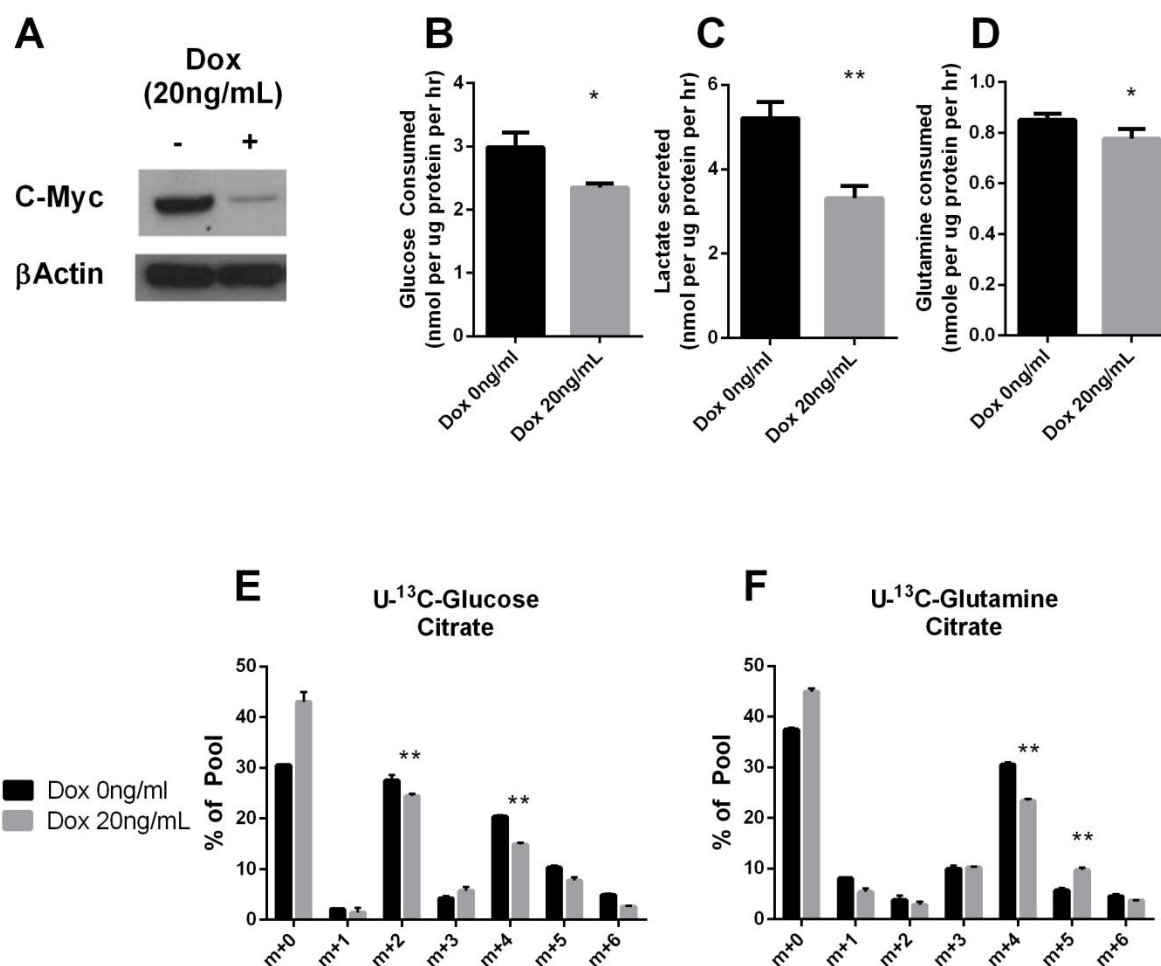 A
Dox
(20ng/mL)
- +
C-Myc
βActin
B
Glucose Consumed
(nmol per ug protein per hr)
4
3
2
1
0
*
Dox 0ng/ml
Dox 20ng/mL
C
Lactate secreted
(nmol per ug protein per hr)
6
4
2
0
**
Dox 0ng/ml
Dox 20ng/mL
D
Glutamine consumed
(nmole per ug protein per hr)
1.0
0.8
0.6
0.4
0.2
0.0
*
Dox 0ng/ml
Dox 20ng/mL
Dox 0ng/ml
Dox 20ng/mL
E
U-¹³C-Glucose
Citrate
% of Pool
50
40
30
20
10
0
**
**
m+0 m+1 m+2 m+3 m+4 m+5 m+6
F
U-¹³C-Glutamine
Citrate
% of Pool
50
40
30
20
10
0
**
**
m+0 m+1 m+2 m+3 m+4 m+5 m+6